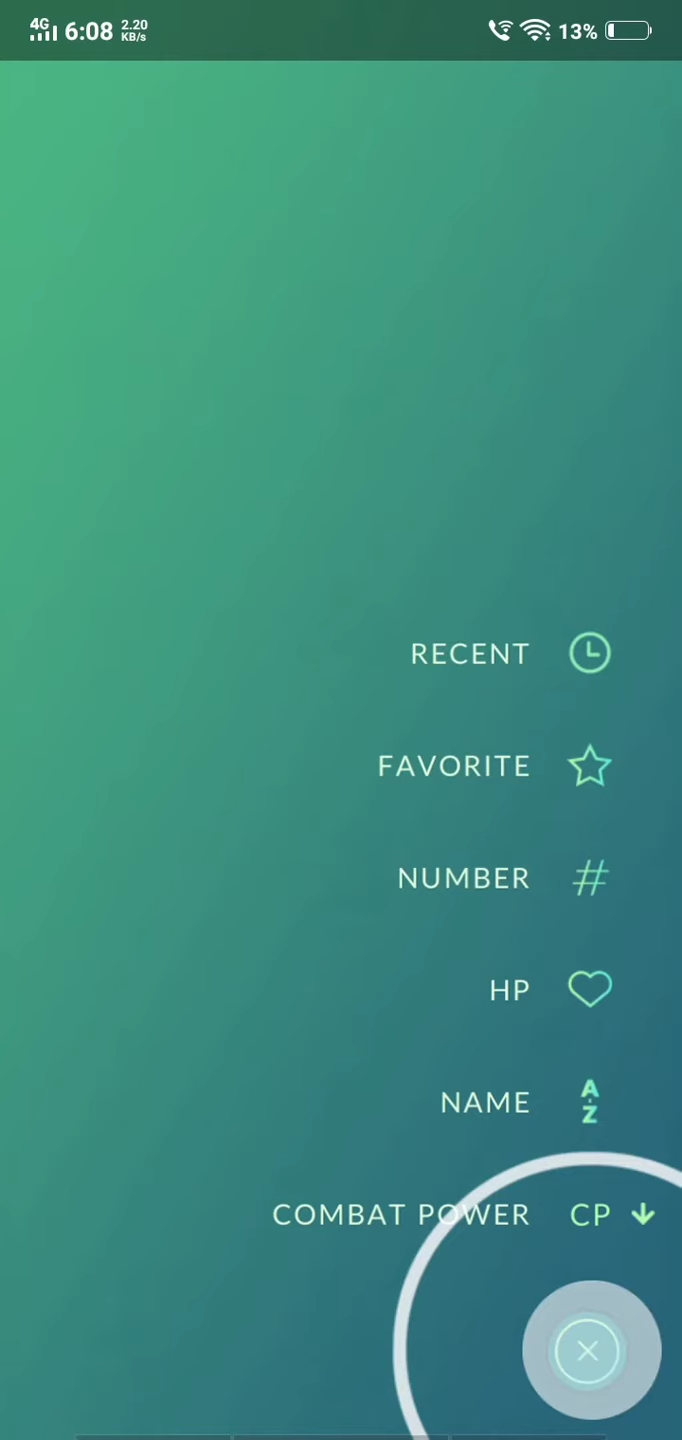 4G 6:08 2.20 KB/s 13%
RECENT
FAVORITE
NUMBER #
HP
NAME A-Z
COMBAT POWER CP